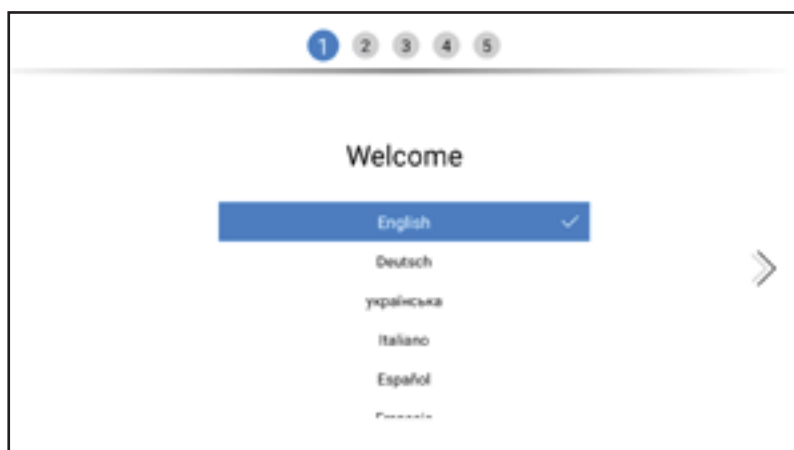 1 2 3 4 5
Welcome
English
Deutsch
українська
Italiano
Español